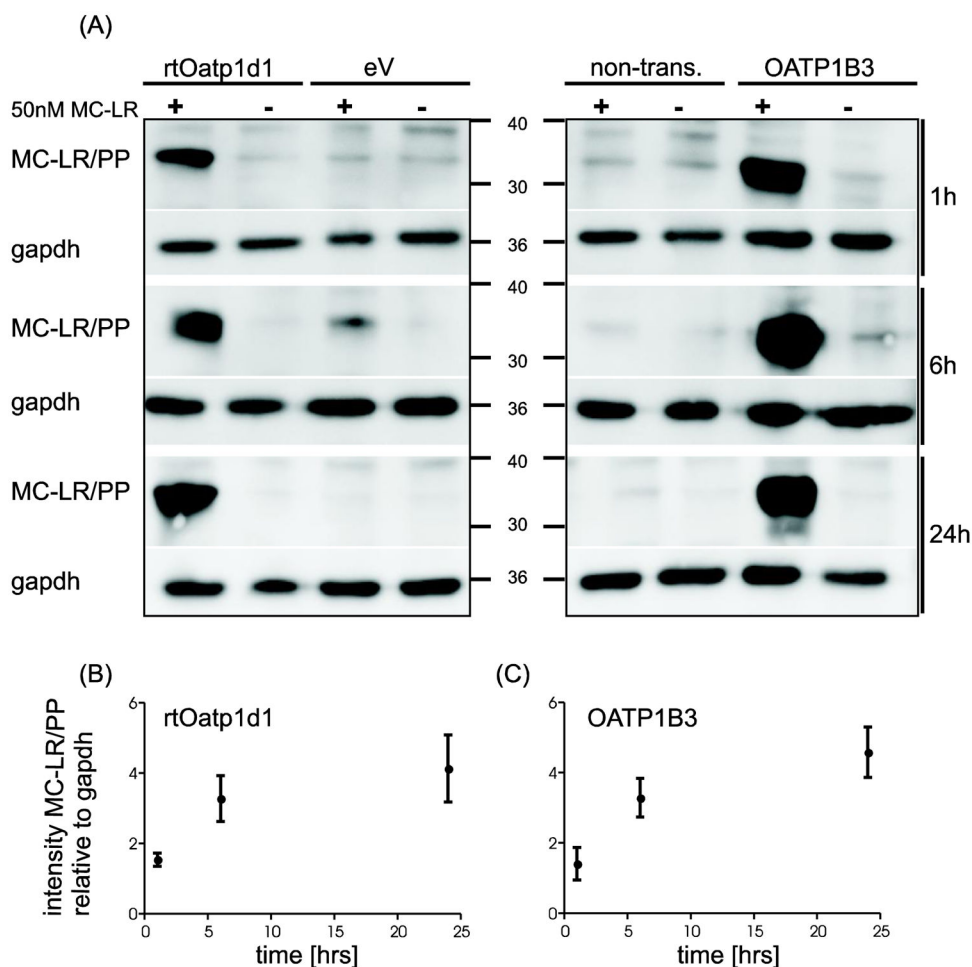 (A)
rtOatp1d1 eV non-trans. OATP1B3
50nM MC-LR + - + - + - + -
MC-LR/PP 40 30 1h
gapdh 36
MC-LR/PP 40 30 6h
gapdh 36
MC-LR/PP 40 30 24h
gapdh 36
(B)
intensity MC-LR/PP
relative to gapdh
rtOatp1d1
6
4
2
0
0 5 10 15 20 25
time [hrs]
(C)
OATP1B3
6
4
2
0
0 5 10 15 20 25
time [hrs]